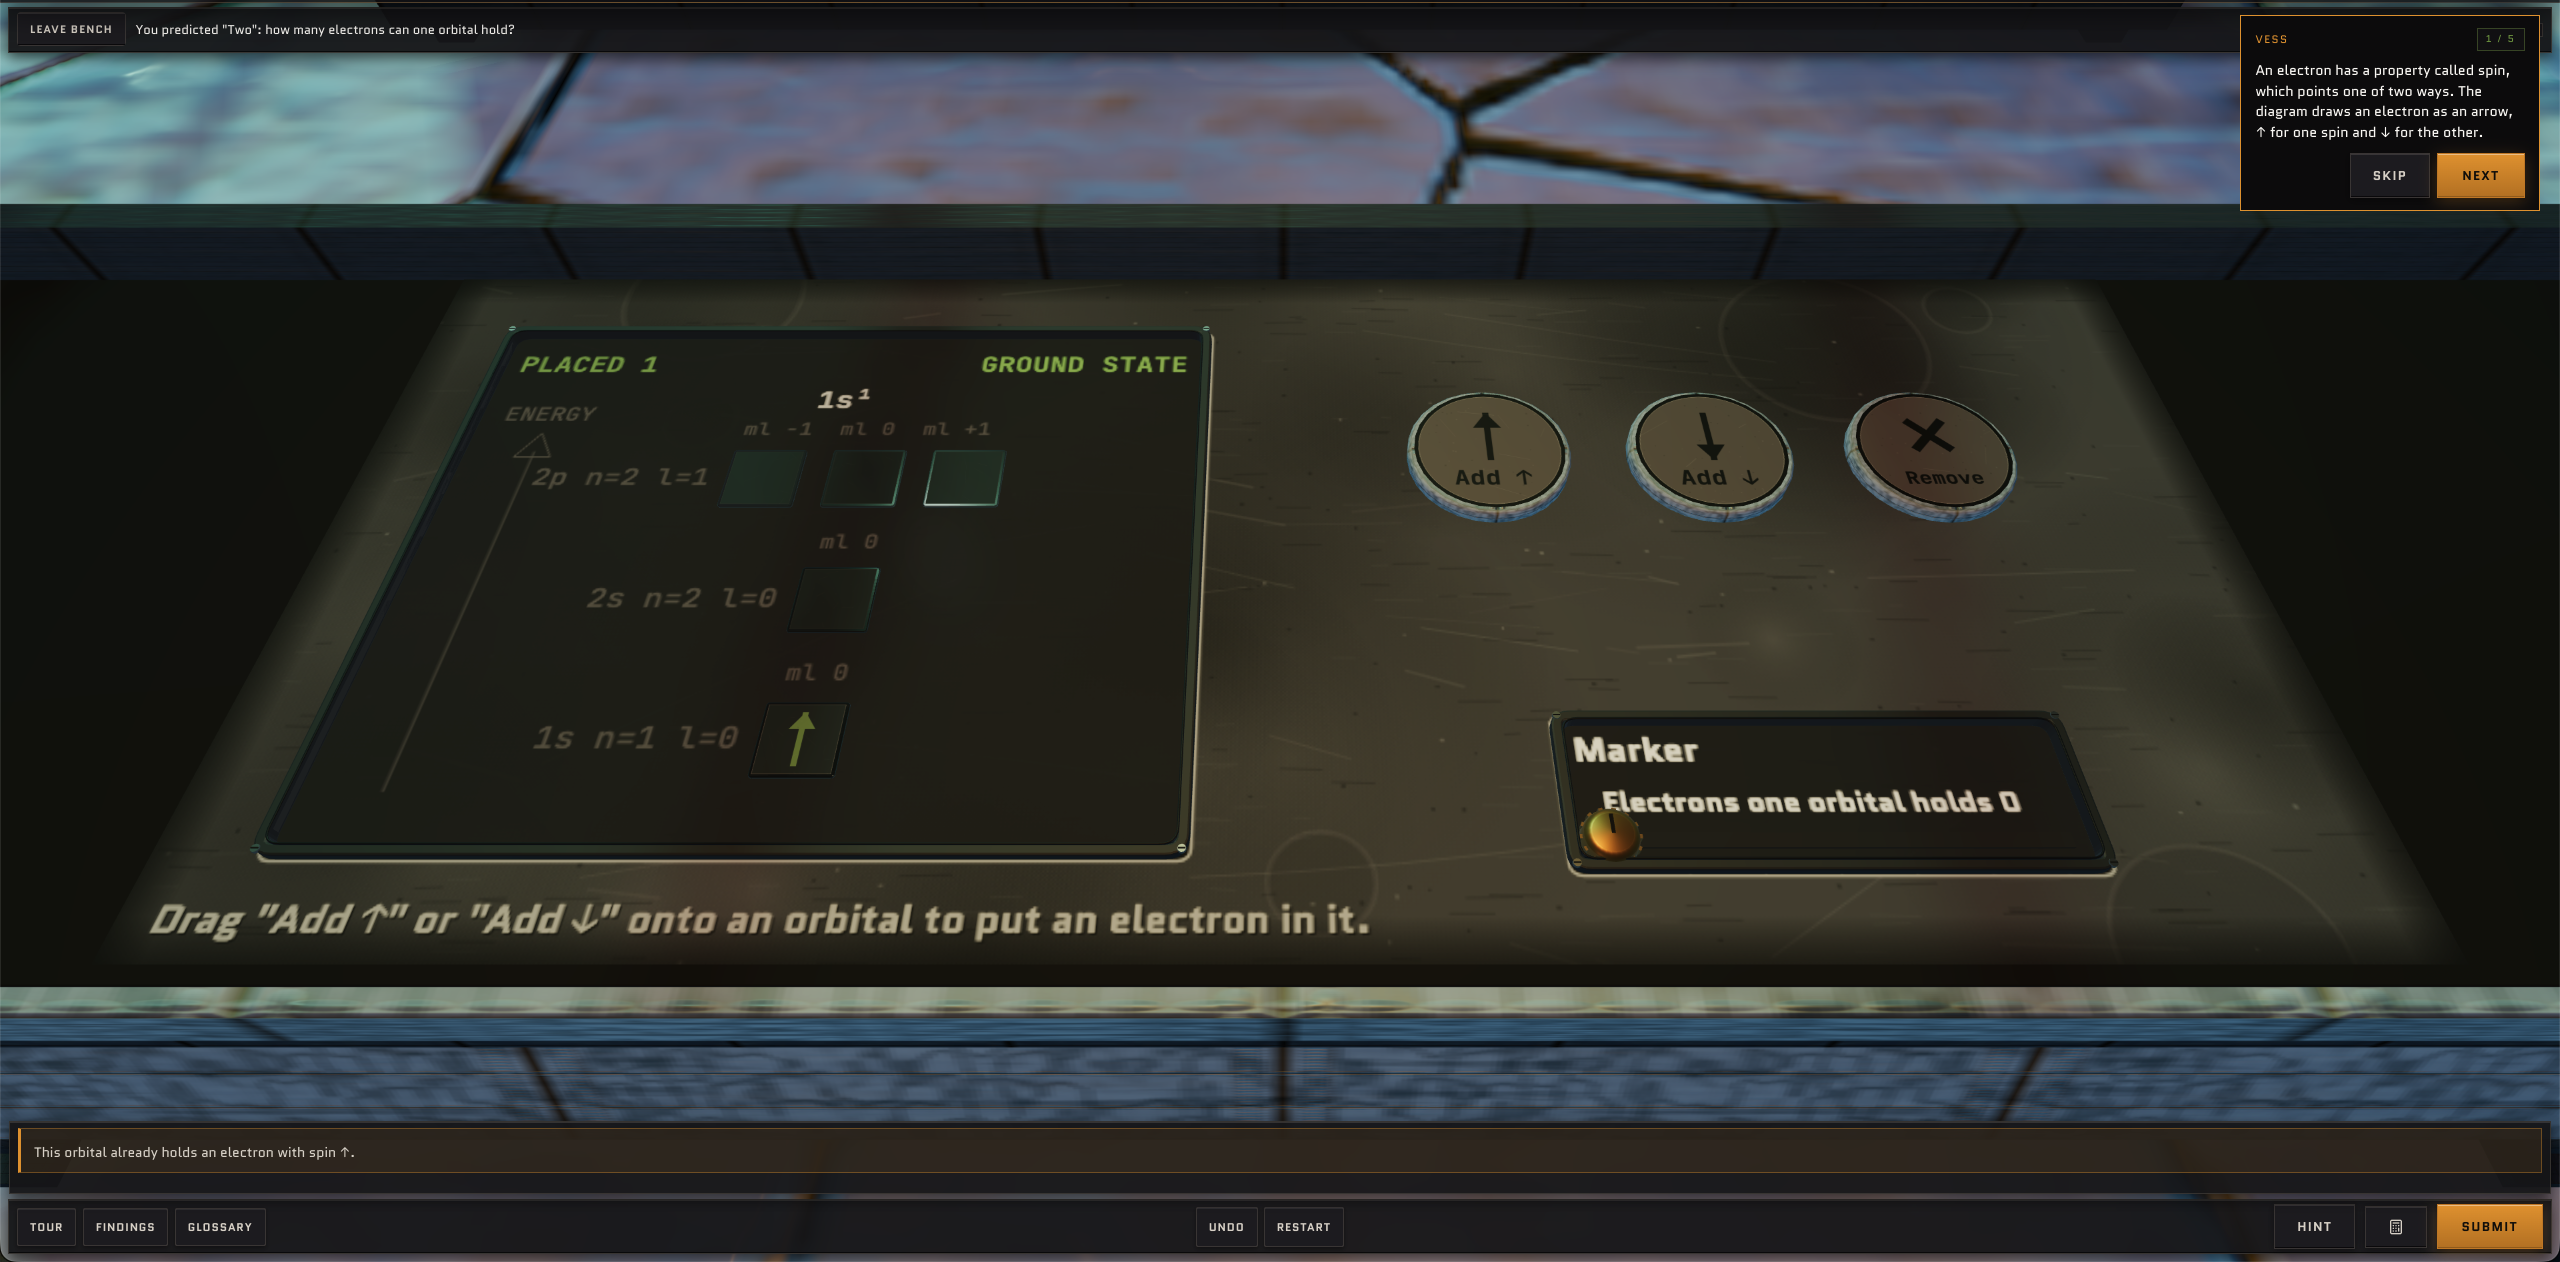 LEAVE BENCH
You predicted "Two": how many electrons can one orbital hold?
VESS
1 / 5
An electron has a property called spin,
which points one of two ways. The
diagram draws an electron as an arrow,
↑ for one spin and ↓ for the other.
SKIP
NEXT
PLACED 1
GROUND STATE
1s¹
ENERGY
ml -1
ml 0
ml +1
2p n=2 l=1
ml 0
2s n=2 l=0
ml 0
1s n=1 l=0
Add ↑
Add ↓
Remove
Marker
Electrons one orbital holds 0
Drag "Add ↑" or "Add ↓" onto an orbital to put an electron in it.
This orbital already holds an electron with spin ↑.
TOUR
FINDINGS
GLOSSARY
UNDO
RESTART
HINT
SUBMIT